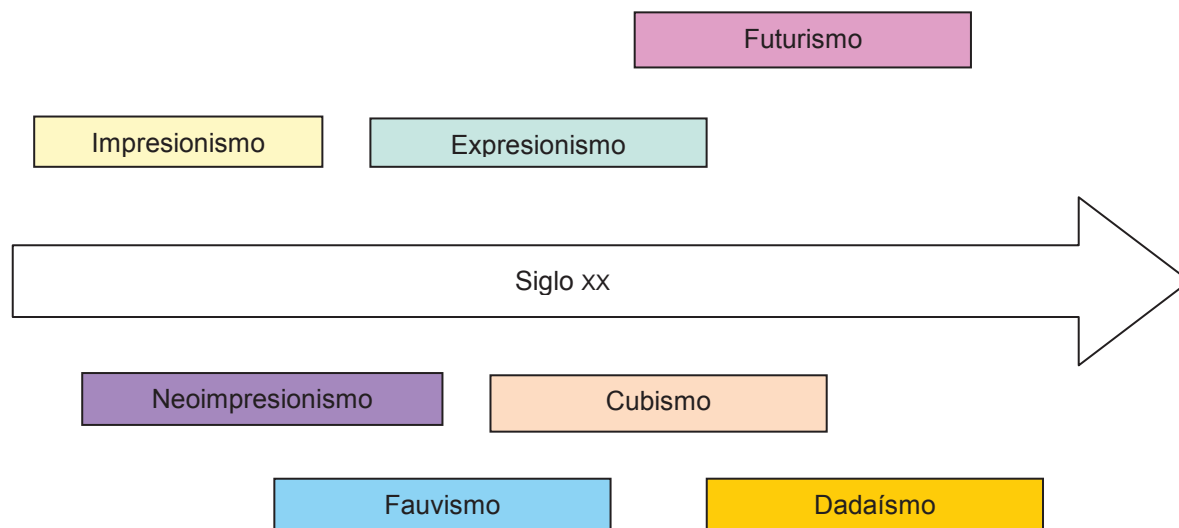 Futurismo
Impresionismo
Expresionismo
Siglo XX
Neoimpresionismo
Cubismo
Fauvismo
Dadaísmo